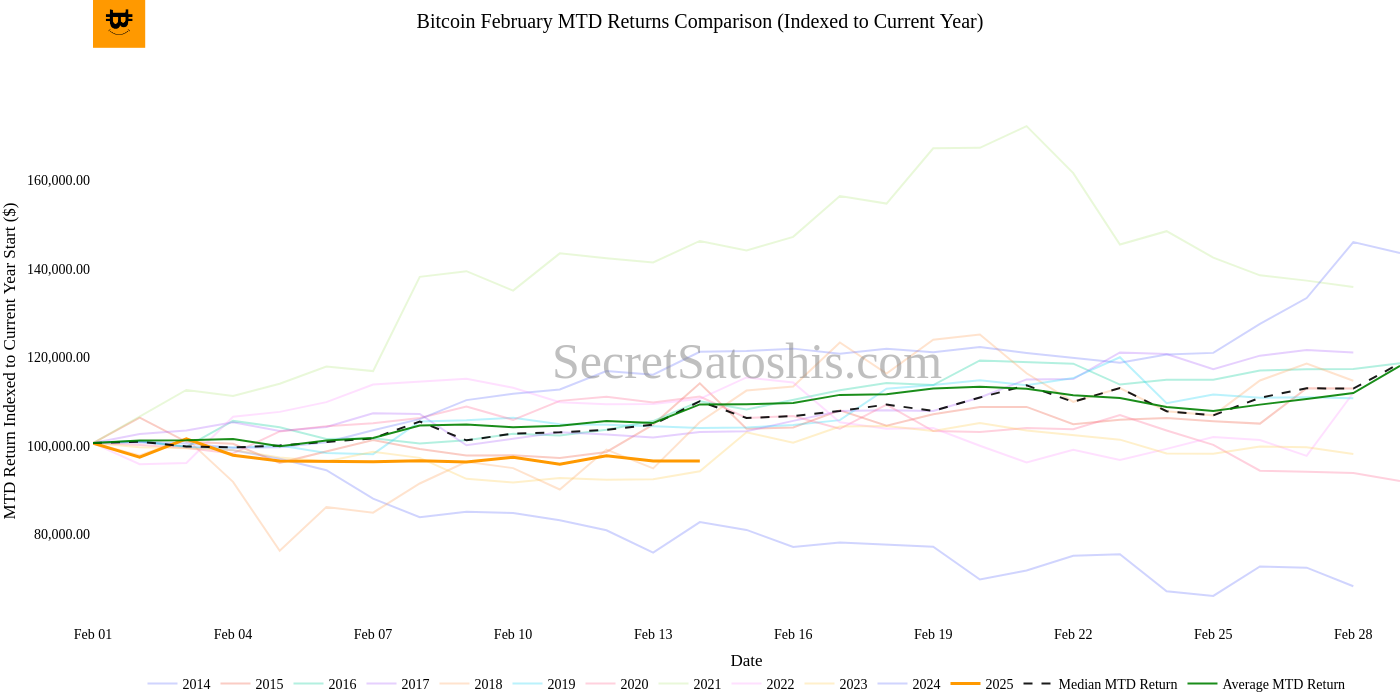 Bitcoin February MTD Returns Comparison (Indexed to Current Year)
MTD Return Indexed to Current Year Start ($)
160,000.00
140,000.00
120,000.00
100,000.00
80,000.00
SecretSatoshis.com
Feb 01 Feb 04 Feb 07 Feb 10 Feb 13 Feb 16 Feb 19 Feb 22 Feb 25 Feb 28
Date
2014 2015 2016 2017 2018 2019 2020 2021 2022 2023 2024 2025 Median MTD Return Average MTD Return